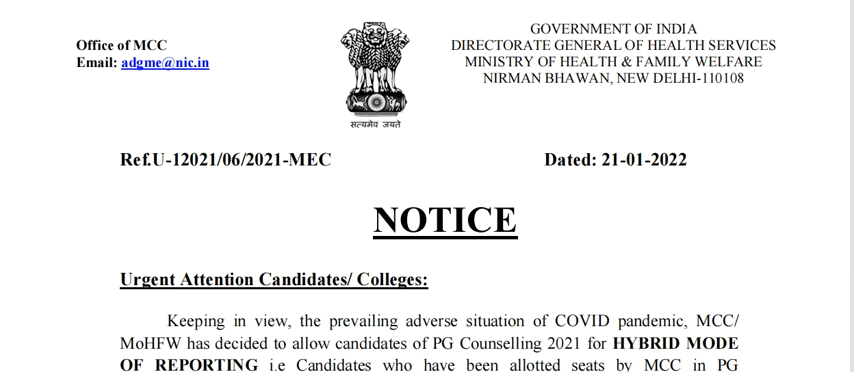 Office of MCC
Email: adgme@nic.in
सत्यमेव जयते
GOVERNMENT OF INDIA
DIRECTORATE GENERAL OF HEALTH SERVICES
MINISTRY OF HEALTH & FAMILY WELFARE
NIRMAN BHAWAN, NEW DELHI-110108
Ref.U-12021/06/2021-MEC Dated: 21-01-2022
NOTICE
Urgent Attention Candidates/ Colleges:
Keeping in view, the prevailing adverse situation of COVID pandemic, MCC/
MoHFW has decided to allow candidates of PG Counselling 2021 for HYBRID MODE
OF REPORTING i.e Candidates who have been allotted seats by MCC in PG